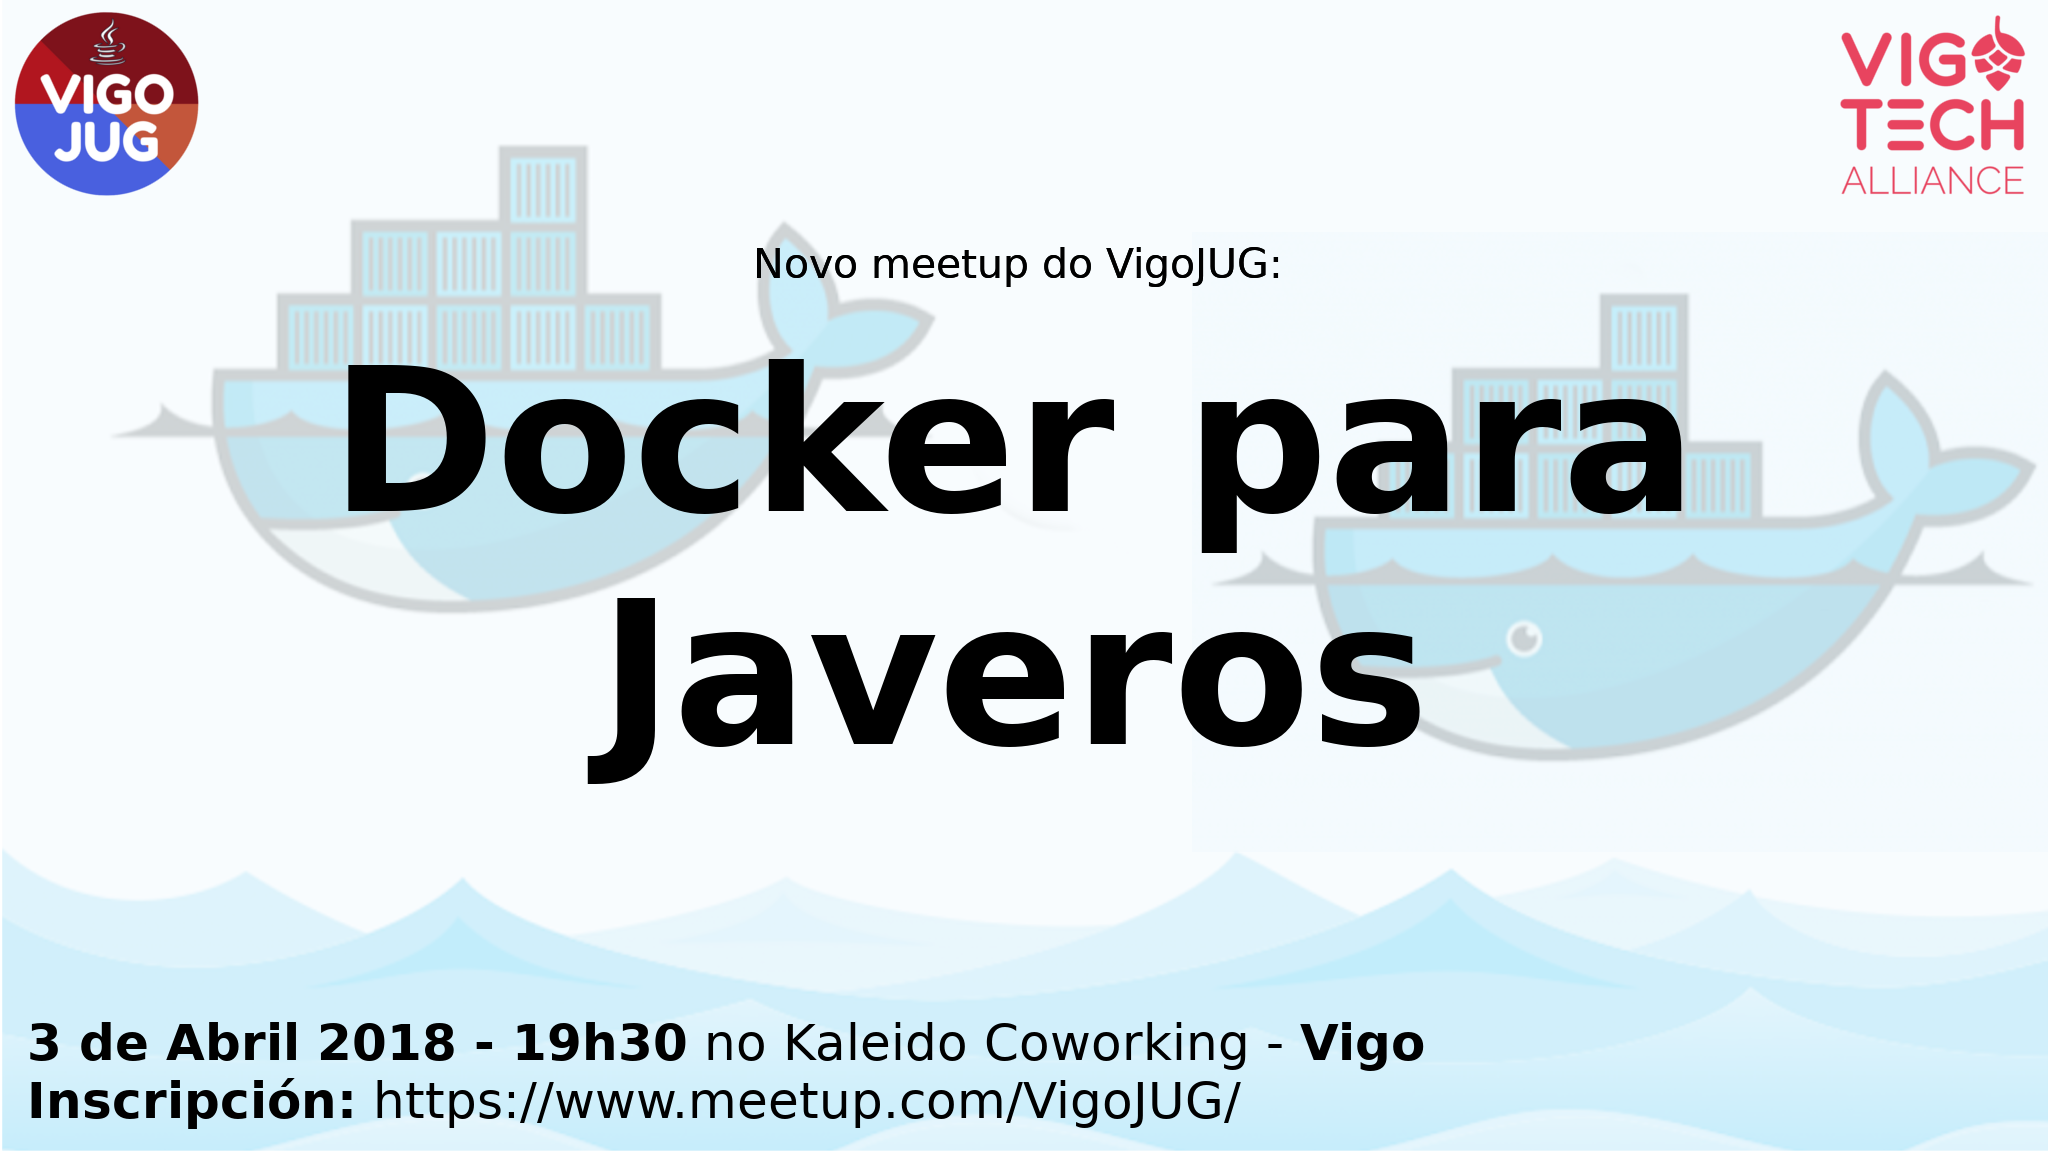 VIGO
JUG
VIGO
TECH
ALLIANCE
Novo meetup do VigoJUG:
Docker para
Javeros
3 de Abril 2018 - 19h30 no Kaleido Coworking - Vigo
Inscripción: https://www.meetup.com/VigoJUG/